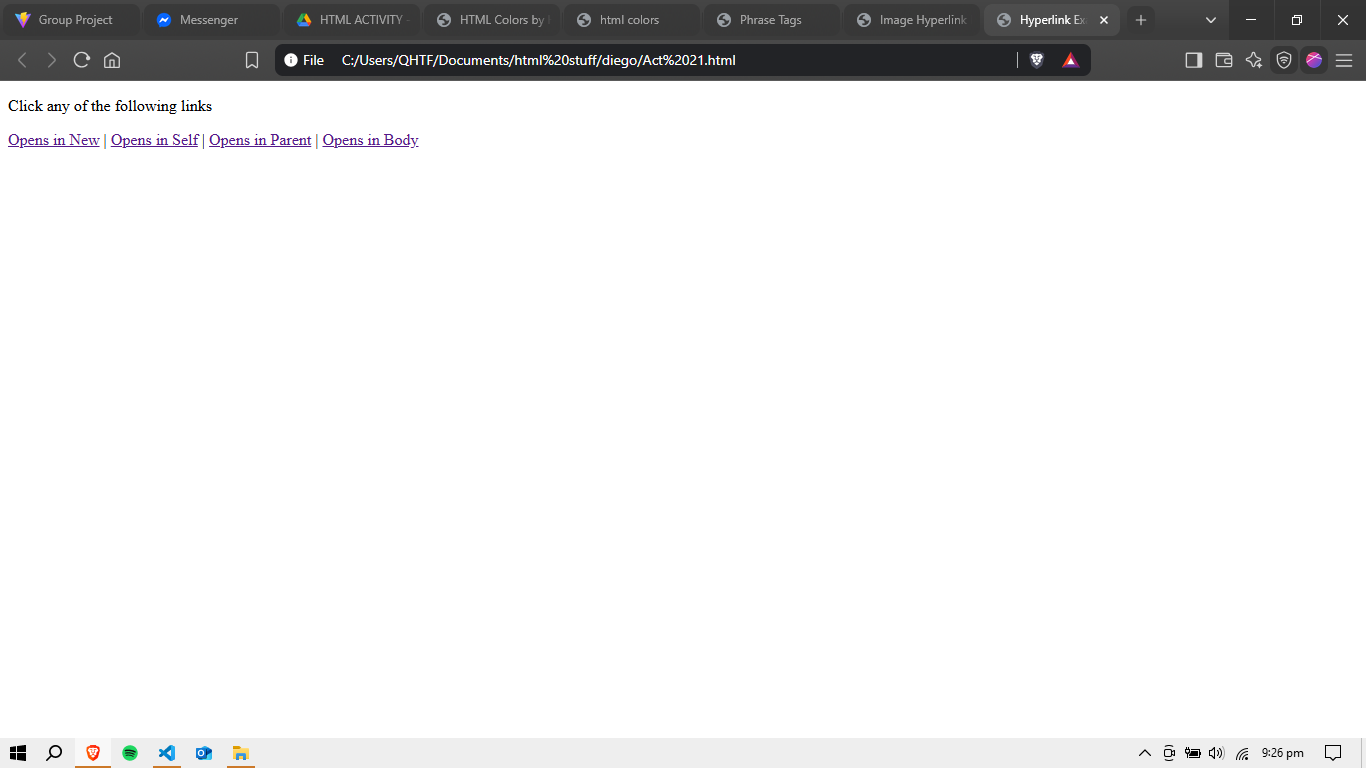 Group Project
Messenger
HTML ACTIVITY -
HTML Colors by
html colors
Phrase Tags
Image Hyperlink
Hyperlink Ex
File C:/Users/QHTF/Documents/html%20stuff/diego/Act%2021.html
Click any of the following links
Opens in New | Opens in Self | Opens in Parent | Opens in Body
9:26 pm